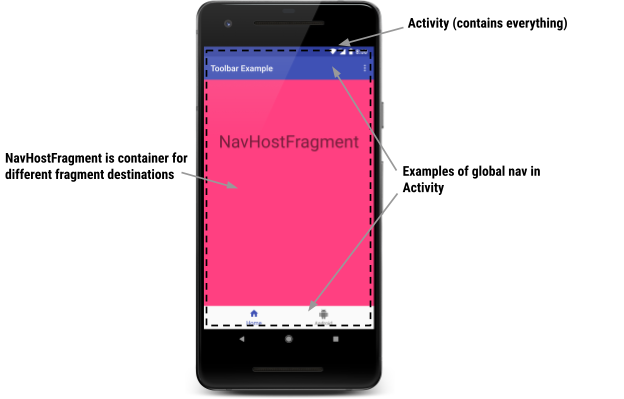 Activity (contains everything)
Toolbar Example
NavHostFragment
NavHostFragment is container for
different fragment destinations
Examples of global nav in
Activity
Home